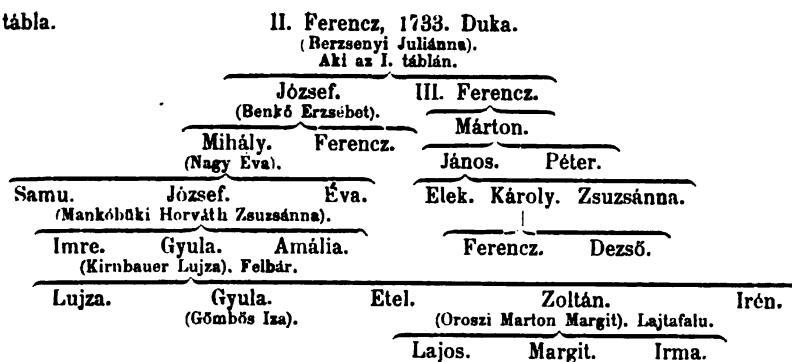 tábla. II. Ferencz, 1733. Duka.
(Berzsenyi Juliánna).
Aki az I. táblán.
József. III. Ferencz.
(Benkő Erzsébet).
Márton.
Mihály. Ferencz.
(Nagy Éva). János. Péter.
Samu. József. Éva. Elek. Károly. Zsuzsánna.
(Mankóbüki Horváth Zsuzsánna).
Imre. Gyula. Amália. Ferencz. Dezső.
(Kirnbauer Lujza). Felbár.
Lujza. Gyula. Etel. Zoltán. Irén.
(Gömbös Iza). (Oroszi Marton Margit). Lajtafalu.
Lajos. Margit. Irma.